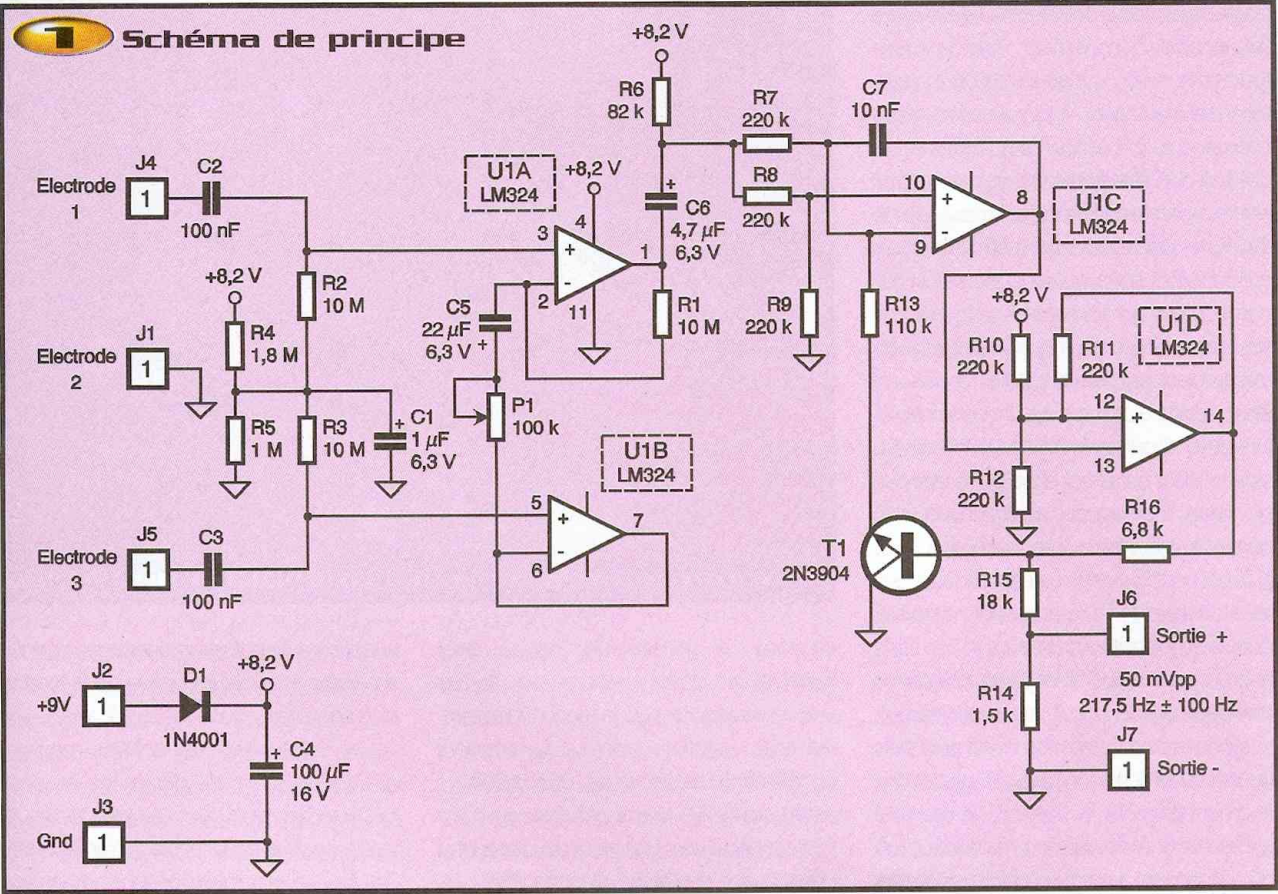 1 Schéma de principe
+8,2 V
R6
82 k
R7
220 k
C7
10 nF
J4
C2
Electrode
1
1
100 nF
U1A
LM324
+8,2 V
4
3
+
-
2
11
1
+
C6
4,7 µF
6,3 V
R8
220 k
10
+
-
9
8
U1C
LM324
+8,2 V
R4
1,8 M
R2
10 M
C5
22 µF
6,3 V +
R1
10 M
R9
220 k
R13
110 k
+8,2 V
R10
220 k
R11
220 k
U1D
LM324
J1
Electrode
2
1
R5
1 M
R3
10 M
+ C1
1 µF
6,3 V
P1
100 k
12
+
-
13
14
U1B
LM324
R12
220 k
5
+
-
6
7
R16
6,8 k
J5
C3
Electrode
3
1
100 nF
T1
2N3904
R15
18 k
J6
1 Sortie +
+8,2 V
J2
D1
+9V
1
1N4001
R14
1,5 k
50 mVpp
217,5 Hz ± 100 Hz
+ C4
100 µF
16 V
J7
1 Sortie -
J3
Gnd
1